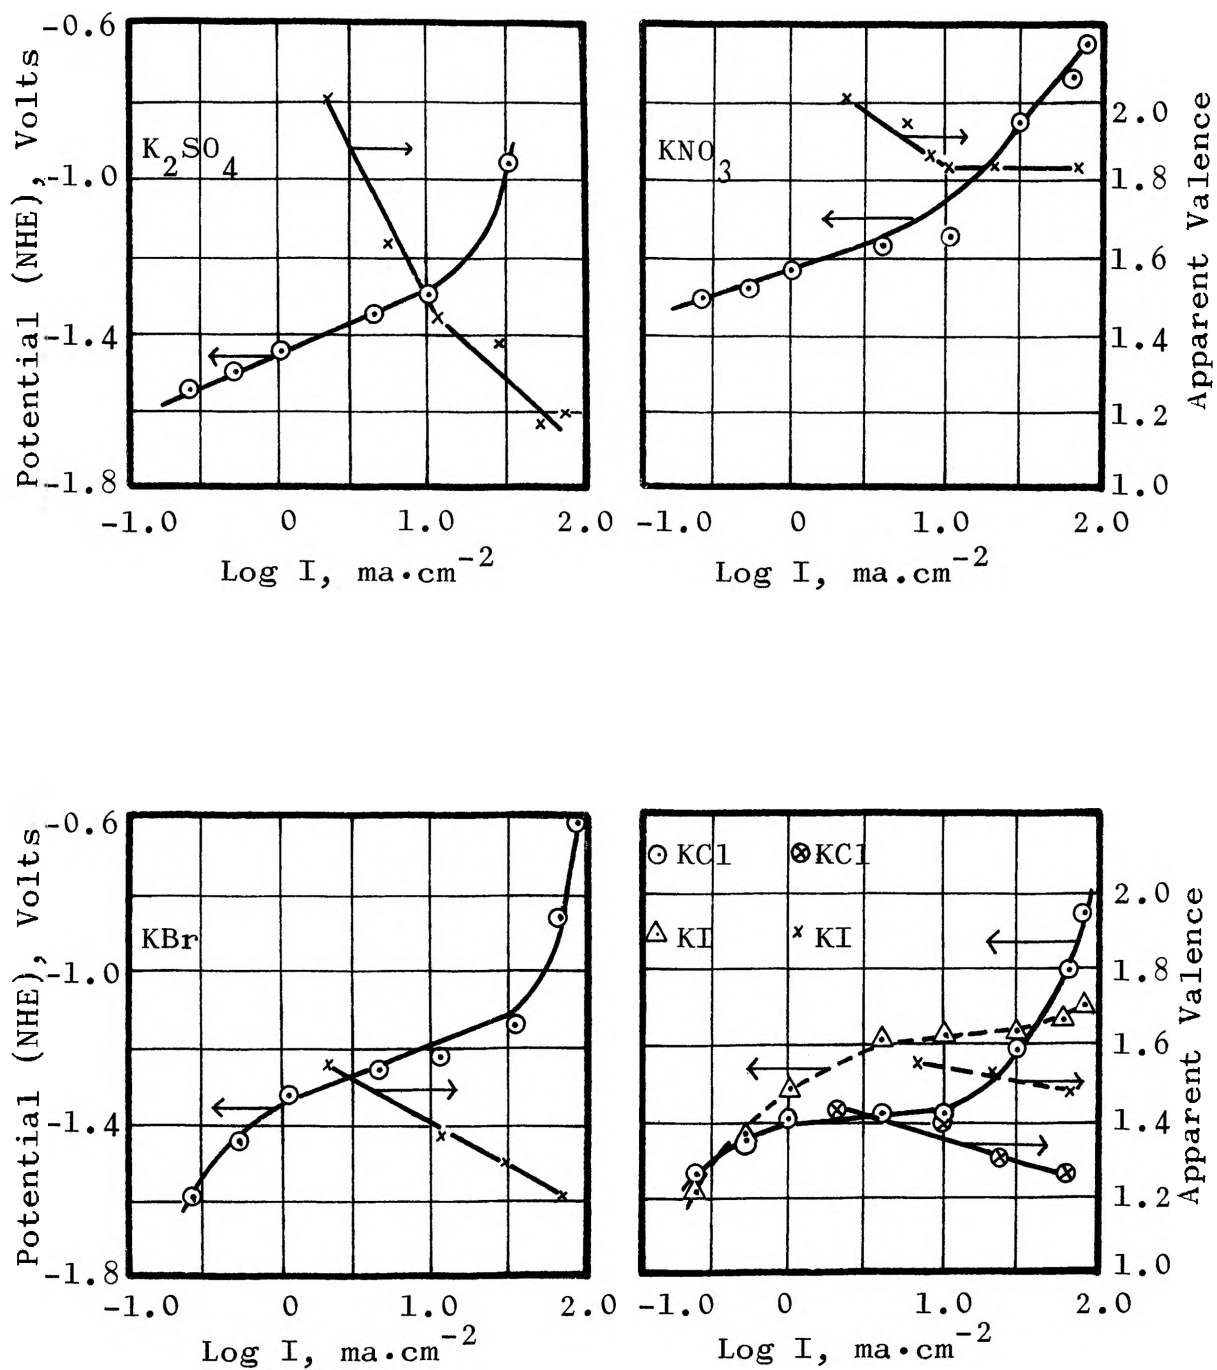 Potential (NHE), Volts
-0.6
-1.0
-1.4
-1.8
K₂SO₄
-1.0
0
1.0
2.0
Log I, ma·cm⁻²
KNO₃
2.0
1.8
1.6
1.4
1.2
1.0
Apparent Valence
-1.0
0
1.0
2.0
Log I, ma·cm⁻²
Potential (NHE), Volts
-0.6
-1.0
-1.4
-1.8
KBr
-1.0
0
1.0
2.0
Log I, ma·cm⁻²
KCl
KCl
KI
KI
2.0
1.8
1.6
1.4
1.2
1.0
Apparent Valence
-1.0
0
1.0
2.0
Log I, ma·cm⁻²